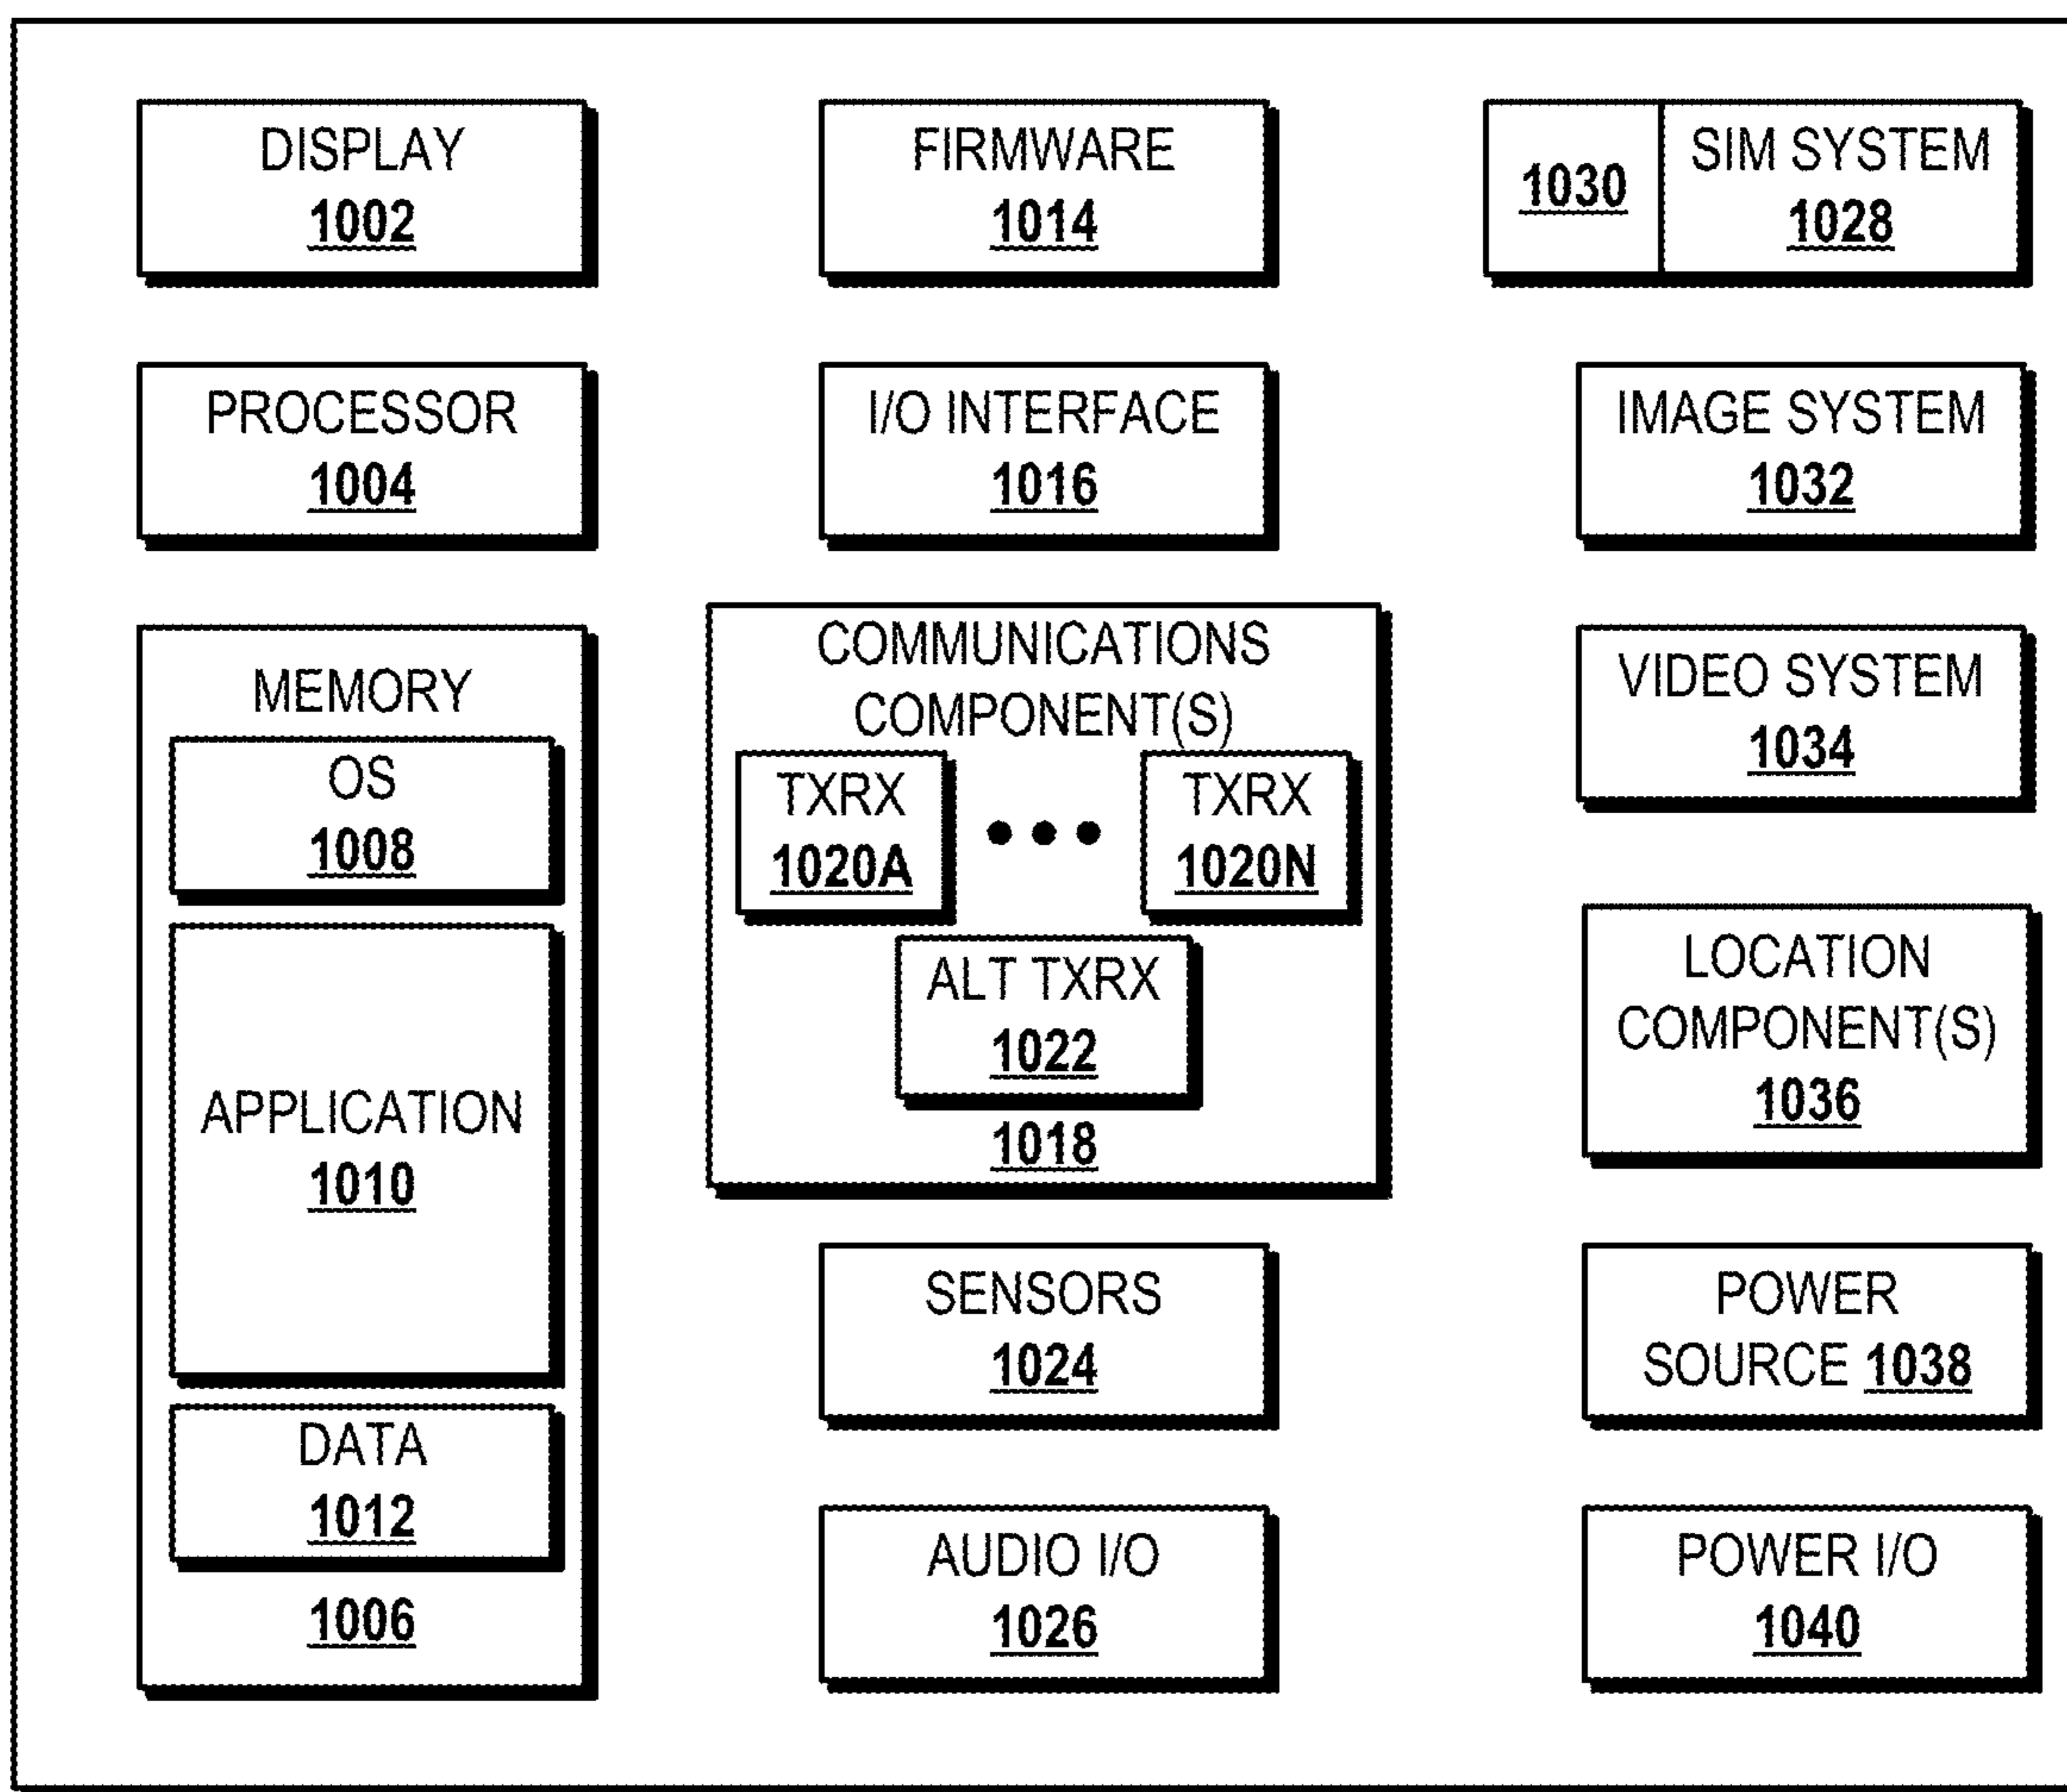 DISPLAY
1002
PROCESSOR
1004
MEMORY
OS
1008
APPLICATION
1010
DATA
1012
1006
FIRMWARE
1014
I/O INTERFACE
1016
COMMUNICATIONS
COMPONENT(S)
TXRX
1020A
TXRX
1020N
ALT TXRX
1022
1018
SENSORS
1024
AUDIO I/O
1026
1030
SIM SYSTEM
1028
IMAGE SYSTEM
1032
VIDEO SYSTEM
1034
LOCATION
COMPONENT(S)
1036
POWER
SOURCE 1038
POWER I/O
1040